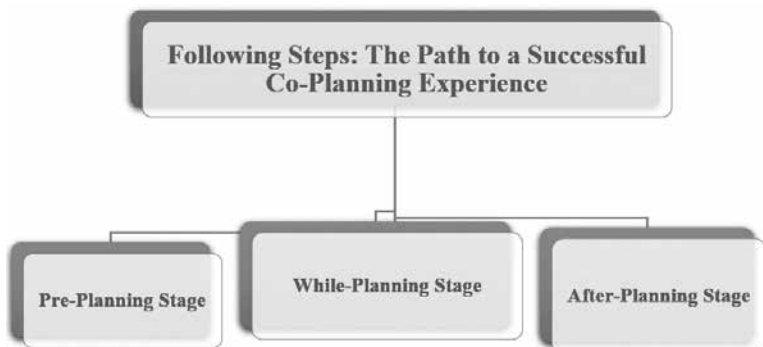 Following Steps: The Path to a Successful
Co-Planning Experience
Pre-Planning Stage
While-Planning Stage
After-Planning Stage